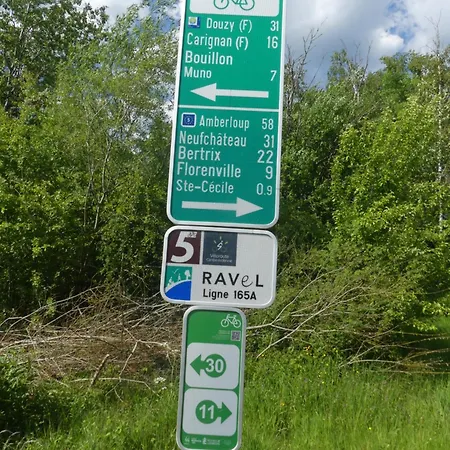 Douzy (F) 31
Carignan (F) 16
Bouillon
Muno 7
5 Amberloup 58
Neufchâteau 31
Bertrix 22
Florenville 9
Ste-Cécile 0.9
5
RAVeL
Ligne 165A
30
11